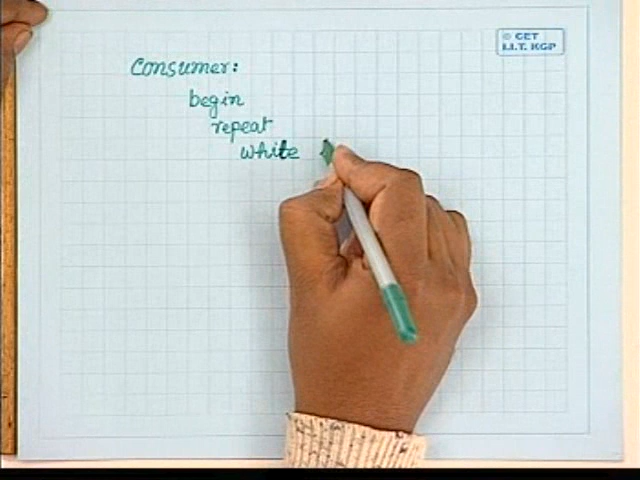 © CET
I.I.T. KGP
Consumer:
begin
repeat
while